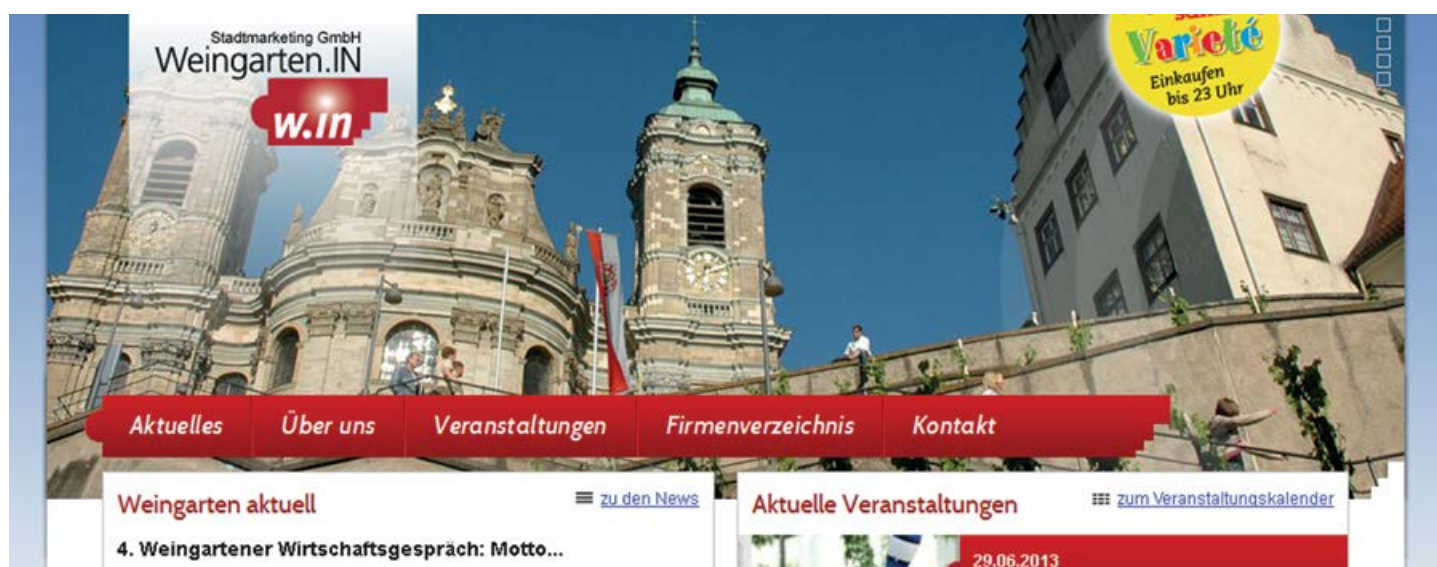 Stadtmarketing GmbH
Weingarten.IN
w.in
Varieté
Einkaufen
bis 23 Uhr
Aktuelles Über uns Veranstaltungen Firmenverzeichnis Kontakt
Weingarten aktuell zu den News
4. Weingartener Wirtschaftsgespräch: Motto...
Aktuelle Veranstaltungen zum Veranstaltungskalender
29.06.2013